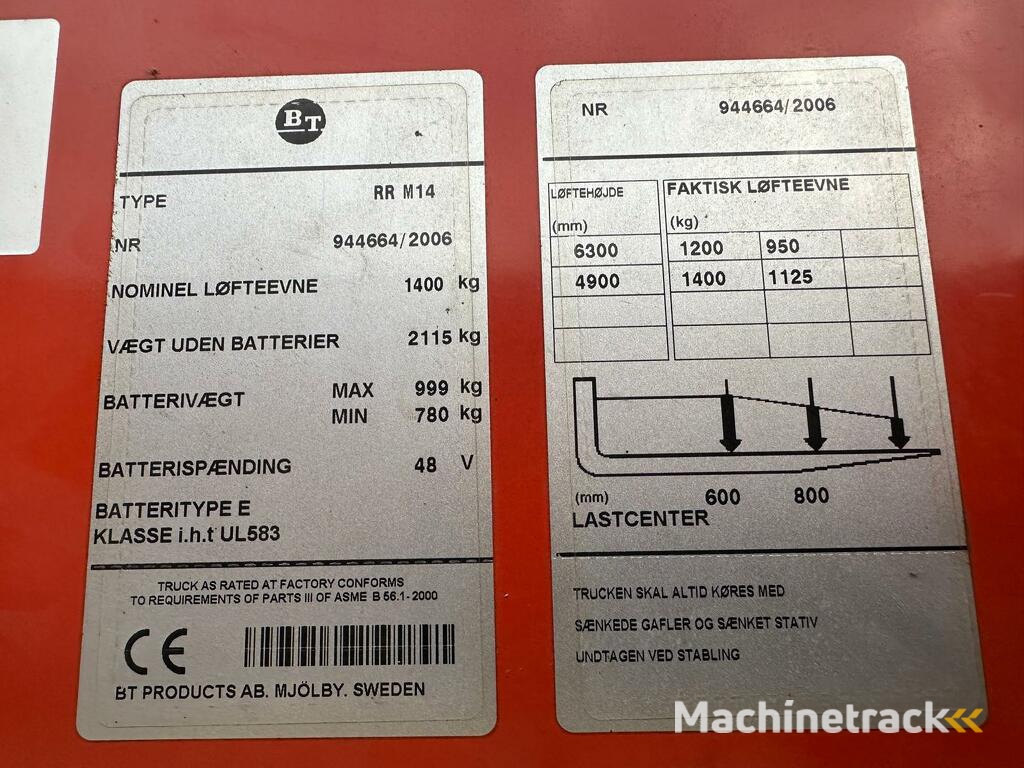 BT
TYPE RR M14
NR 944664/2006
NOMINEL LØFTEEVNE 1400 kg
VÆGT UDEN BATTERIER 2115 kg
BATTERIVÆGT MAX 999 kg
MIN 780 kg
BATTERISPÆNDING 48 V
BATTERITYPE E
KLASSE i.h.t UL583
TRUCK AS RATED AT FACTORY CONFORMS
TO REQUIREMENTS OF PARTS III OF ASME B 56.1-2000
CE
BT PRODUCTS AB. MJÖLBY. SWEDEN
NR 944664/2006
LØFTEHØJDE FAKTISK LØFTEEVNE
(mm) (kg)
6300 1200 950
4900 1400 1125
(mm) 600 800
LASTCENTER
TRUCKEN SKAL ALTID KØRES MED
SÆNKEDE GAFLER OG SÆNKET STATIV
UNDTAGEN VED STABLING
Machinetrack